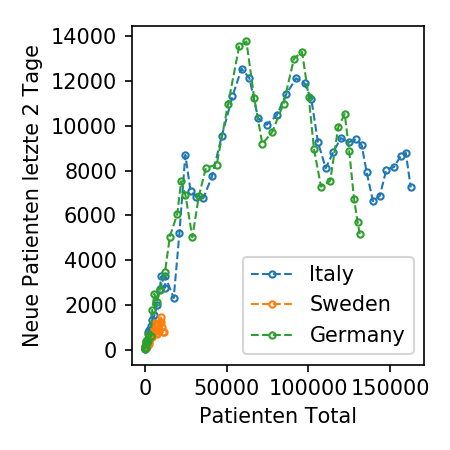 Neue Patienten letzte 2 Tage
14000
12000
10000
8000
6000
4000
2000
0
Italy
Sweden
Germany
0 50000 100000 150000
Patienten Total